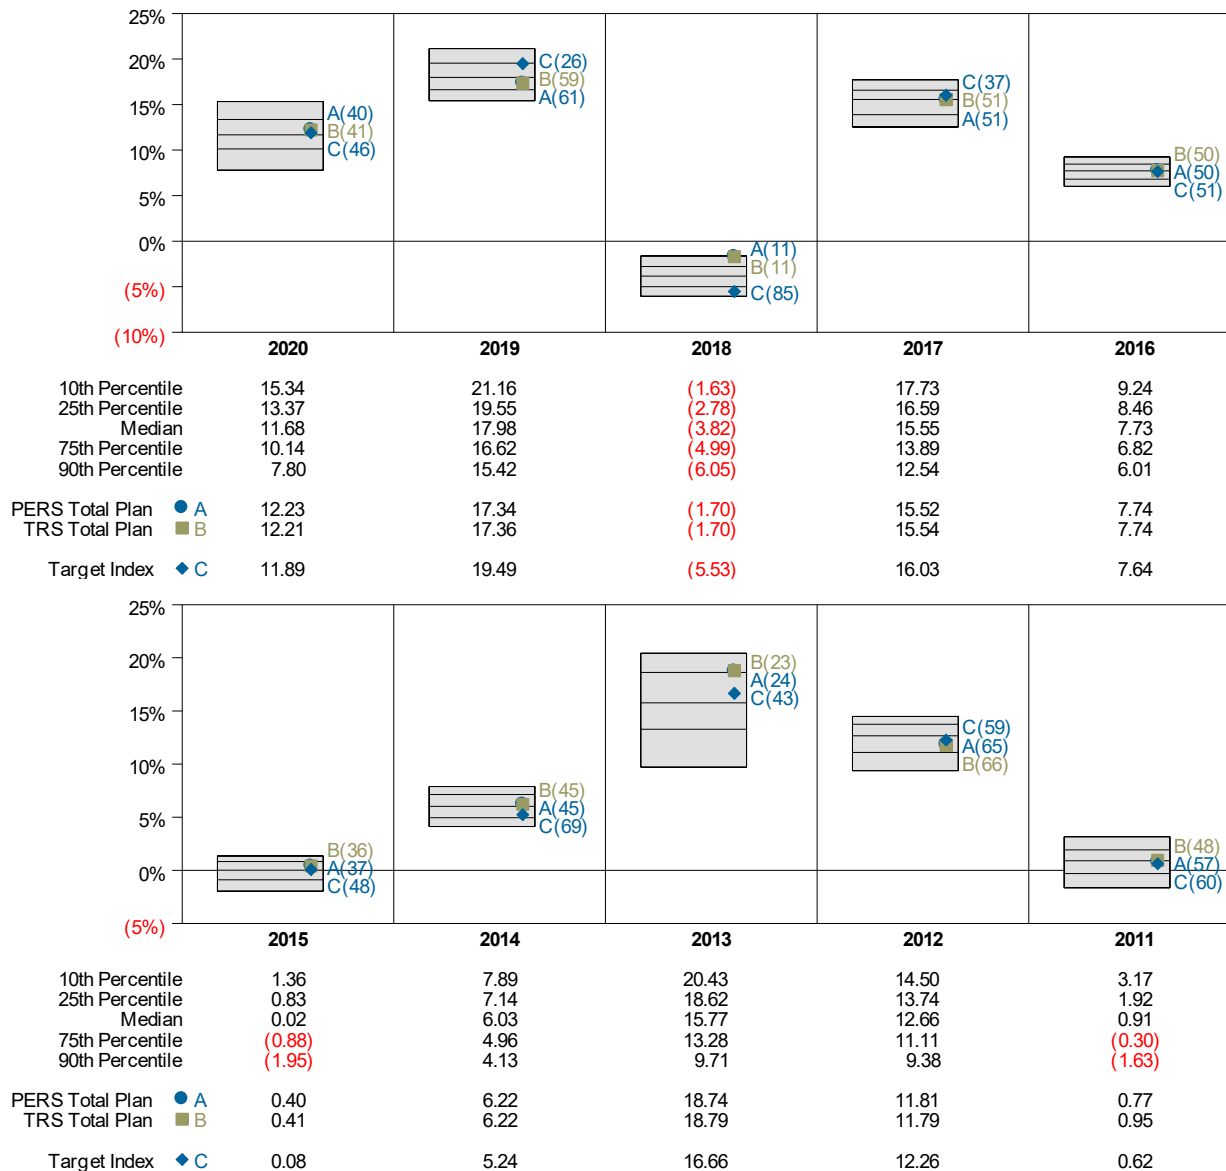 25%
20%
15%
10%
5%
0%
(5%)
(10%)
A(40)
B(41)
C(46)
C(26)
B(59)
A(61)
A(11)
B(11)
C(85)
C(37)
B(51)
A(51)
B(50)
A(50)
C(51)
2020 2019 2018 2017 2016
10th Percentile 15.34 21.16 (1.63) 17.73 9.24
25th Percentile 13.37 19.55 (2.78) 16.59 8.46
Median 11.68 17.98 (3.82) 15.55 7.73
75th Percentile 10.14 16.62 (4.99) 13.89 6.82
90th Percentile 7.80 15.42 (6.05) 12.54 6.01
PERS Total Plan A 12.23 17.34 (1.70) 15.52 7.74
TRS Total Plan B 12.21 17.36 (1.70) 15.54 7.74
Target Index C 11.89 19.49 (5.53) 16.03 7.64
25%
20%
15%
10%
5%
0%
(5%)
B(36)
A(37)
C(48)
B(45)
A(45)
C(69)
B(23)
A(24)
C(43)
C(59)
A(65)
B(66)
B(48)
A(57)
C(60)
2015 2014 2013 2012 2011
10th Percentile 1.36 7.89 20.43 14.50 3.17
25th Percentile 0.83 7.14 18.62 13.74 1.92
Median 0.02 6.03 15.77 12.66 0.91
75th Percentile (0.88) 4.96 13.28 11.11 (0.30)
90th Percentile (1.95) 4.13 9.71 9.38 (1.63)
PERS Total Plan A 0.40 6.22 18.74 11.81 0.77
TRS Total Plan B 0.41 6.22 18.79 11.79 0.95
Target Index C 0.08 5.24 16.66 12.26 0.62